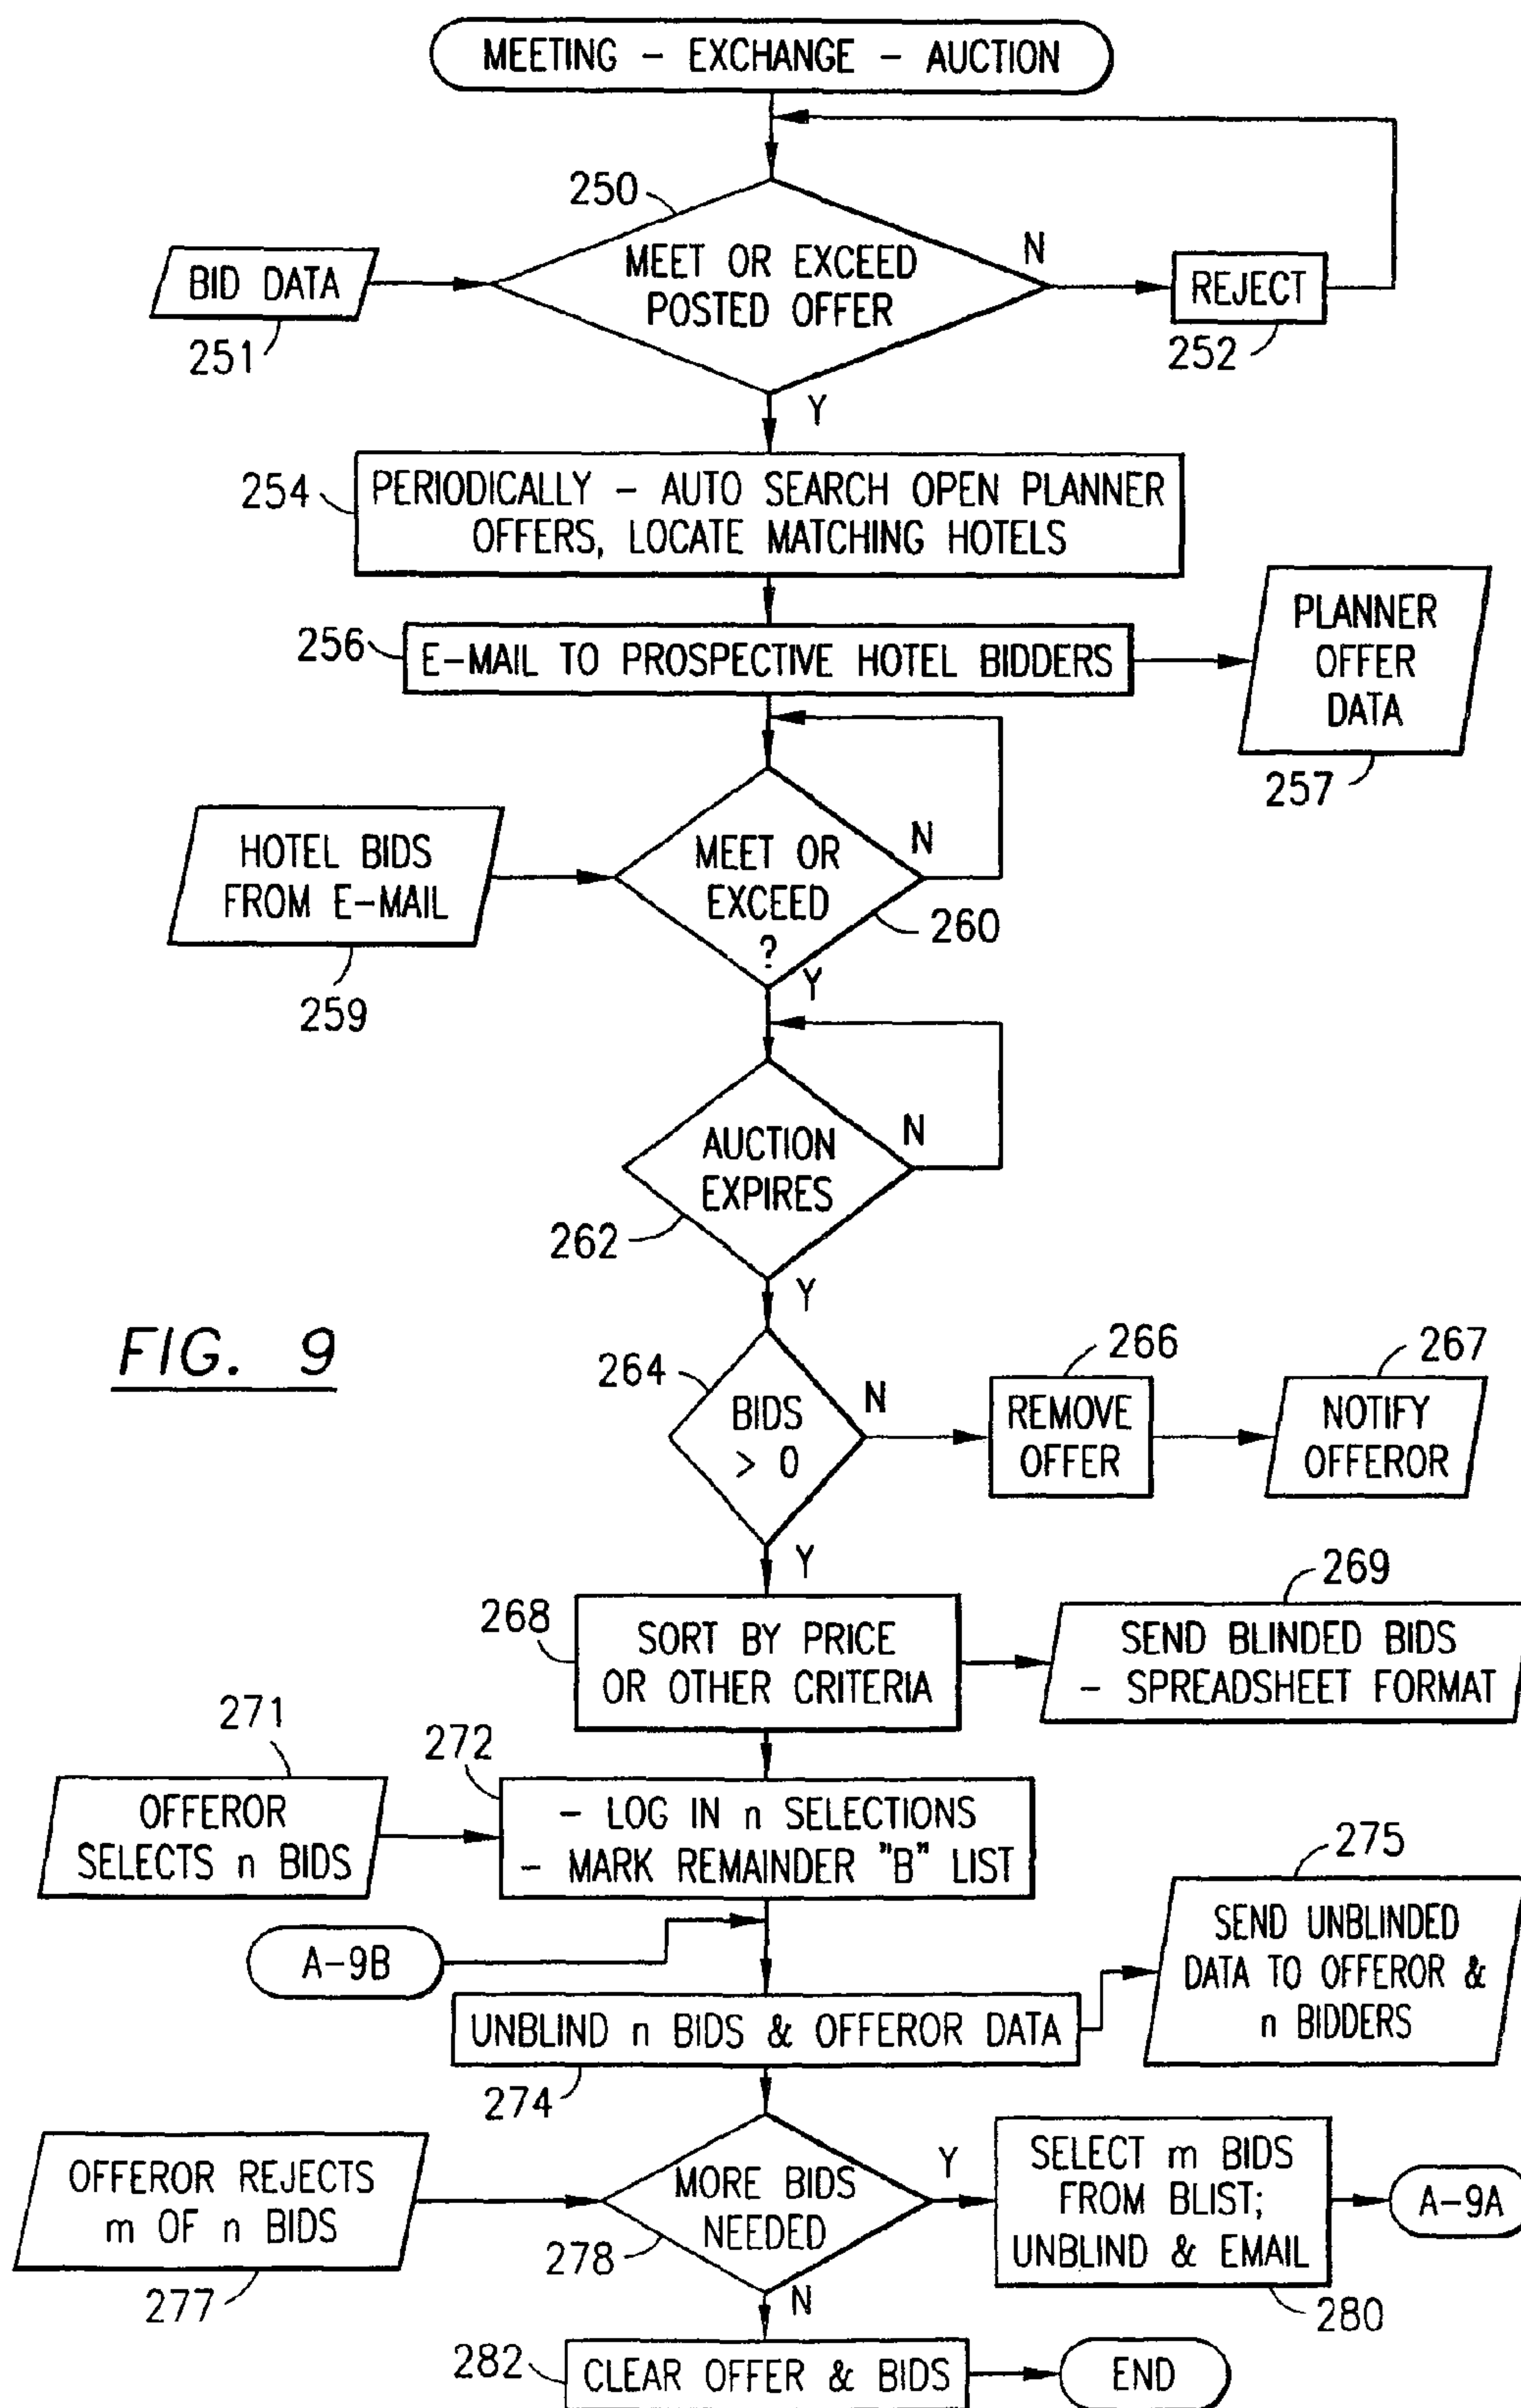 MEETING - EXCHANGE - AUCTION
250
MEET OR EXCEED
POSTED OFFER
N
BID DATA
251
REJECT
252
Y
254
PERIODICALLY - AUTO SEARCH OPEN PLANNER
OFFERS, LOCATE MATCHING HOTELS
256
E-MAIL TO PROSPECTIVE HOTEL BIDDERS
PLANNER
OFFER
DATA
257
HOTEL BIDS
FROM E-MAIL
259
MEET OR
EXCEED
?
N
260
Y
AUCTION
EXPIRES
N
262
Y
FIG. 9
264
BIDS
> 0
N
266
REMOVE
OFFER
267
NOTIFY
OFFEROR
Y
268
SORT BY PRICE
OR OTHER CRITERIA
269
SEND BLINDED BIDS
- SPREADSHEET FORMAT
271
OFFEROR
SELECTS n BIDS
272
- LOG IN n SELECTIONS
- MARK REMAINDER "B" LIST
A-9B
275
SEND UNBLINDED
DATA TO OFFEROR &
n BIDDERS
UNBLIND n BIDS & OFFEROR DATA
274
OFFEROR REJECTS
m OF n BIDS
277
MORE BIDS
NEEDED
278
Y
SELECT m BIDS
FROM BLIST;
UNBLIND & EMAIL
280
A-9A
N
282
CLEAR OFFER & BIDS
END